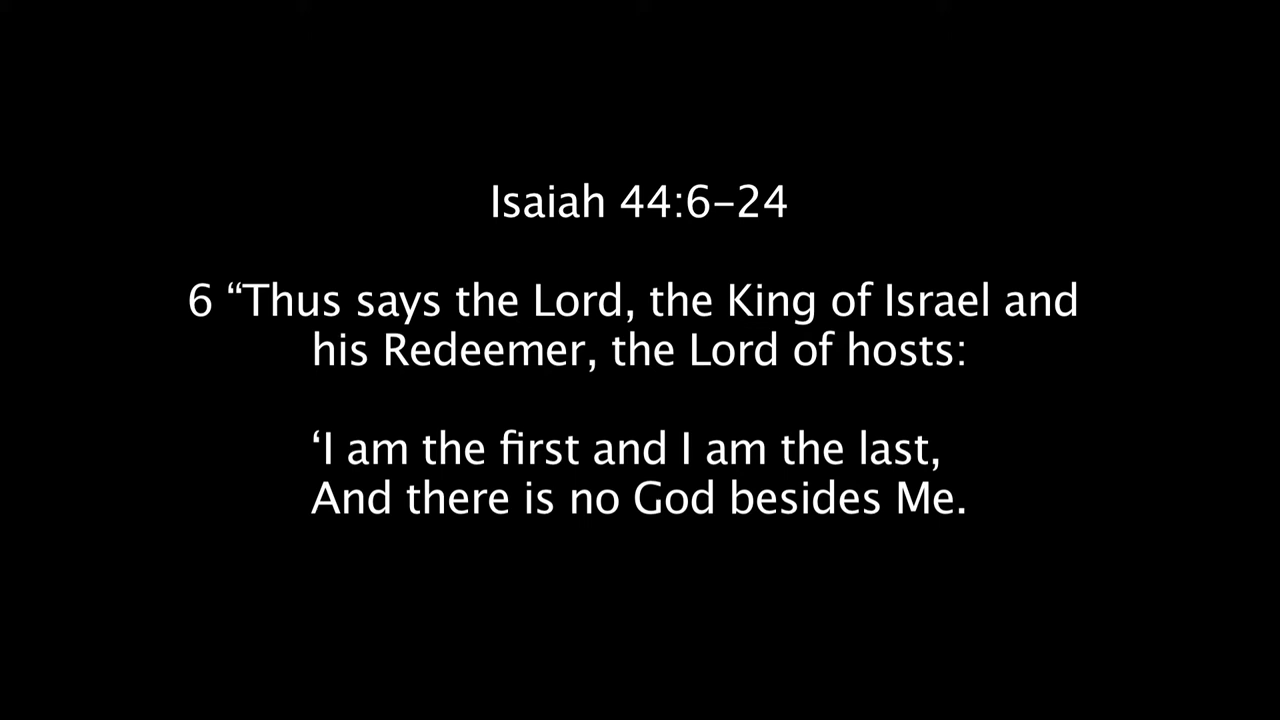 Isaiah 44:6–24
6 “Thus says the Lord, the King of Israel and
his Redeemer, the Lord of hosts:
‘I am the first and I am the last,
And there is no God besides Me.